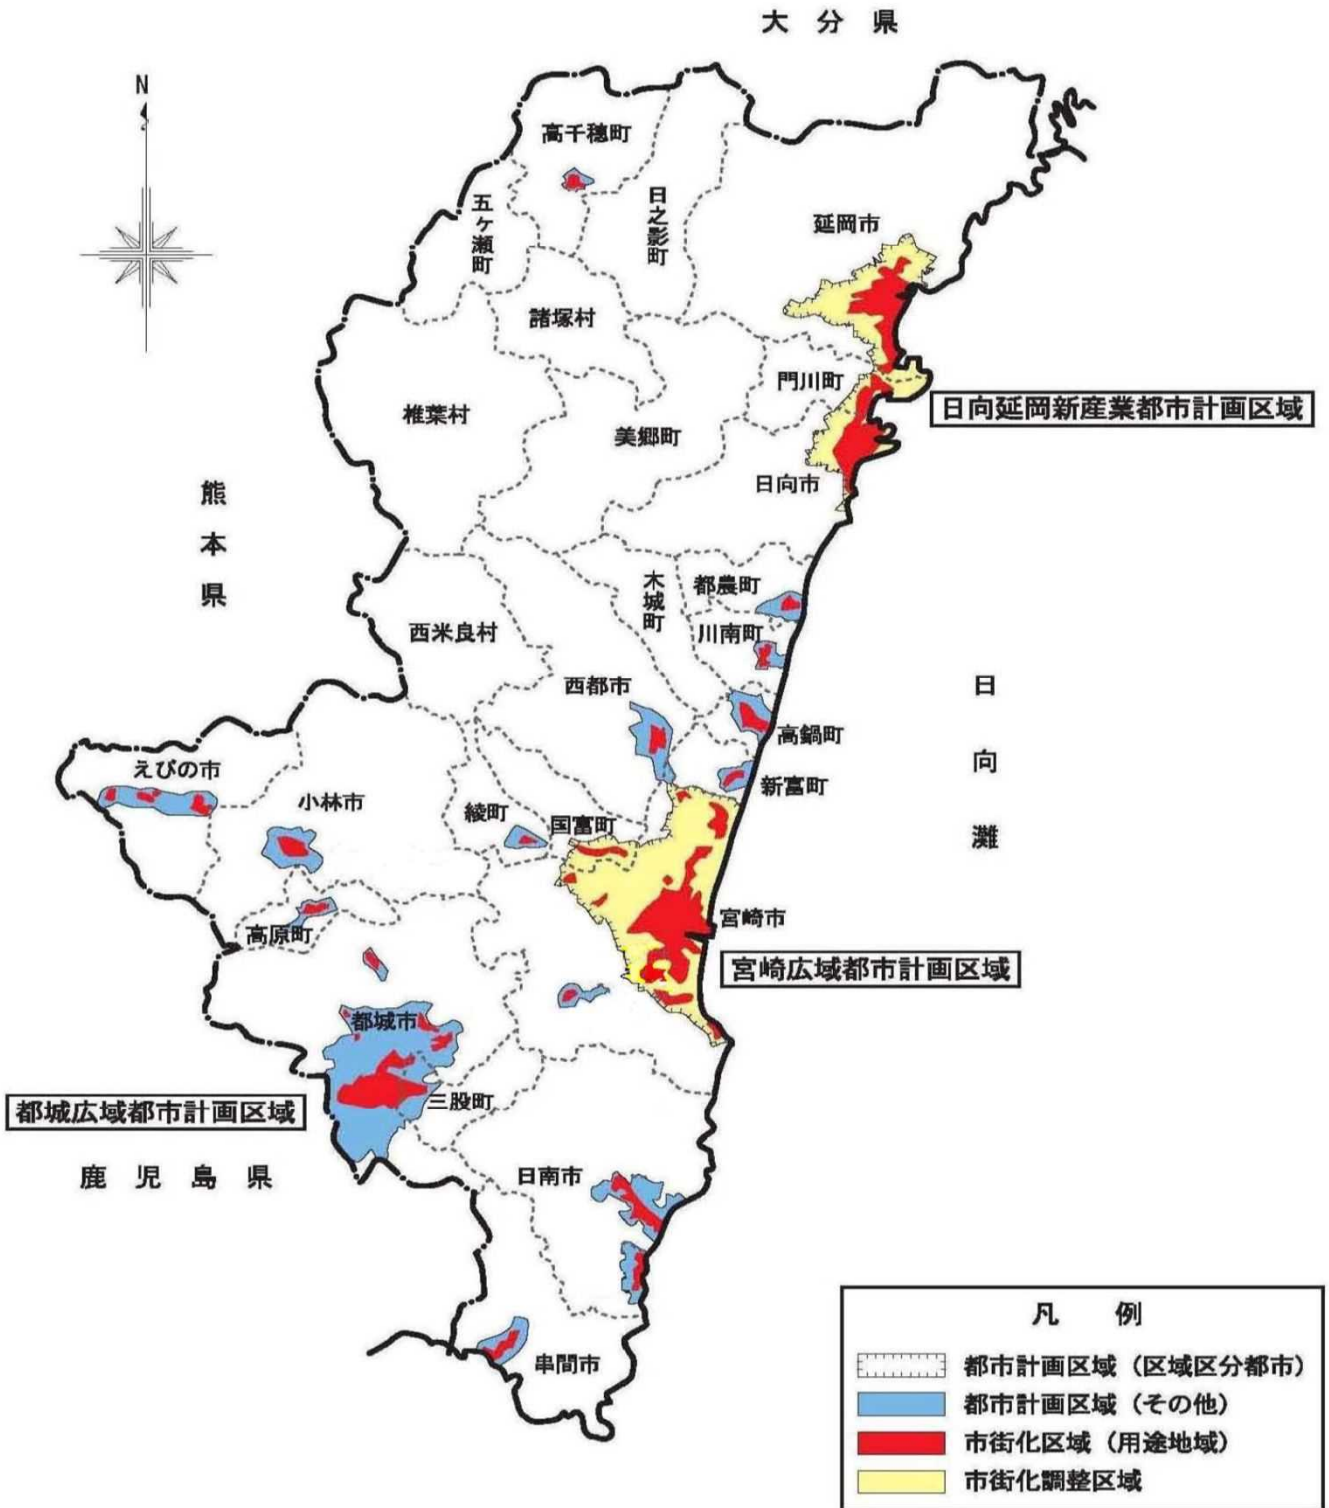 大分県
N
高千穂町
日之影町
五ヶ瀬町
延岡市
諸塚村
門川町
日向延岡新産業都市計画区域
椎葉村
美郷町
日向市
熊本県
木城町
都農町
川南町
西米良村
西都市
日向灘
高鍋町
えびの市
新富町
小林市
綾町
国富町
宮崎市
高原町
宮崎広域都市計画区域
都城市
三股町
都城広域都市計画区域
鹿児島県
日南市
串間市
凡例
都市計画区域（区域区分都市）
都市計画区域（その他）
市街化区域（用途地域）
市街化調整区域